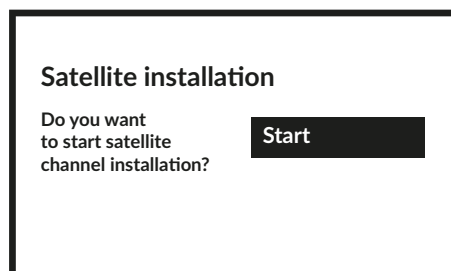 Satellite installation
Do you want
to start satellite
channel installation?
Start